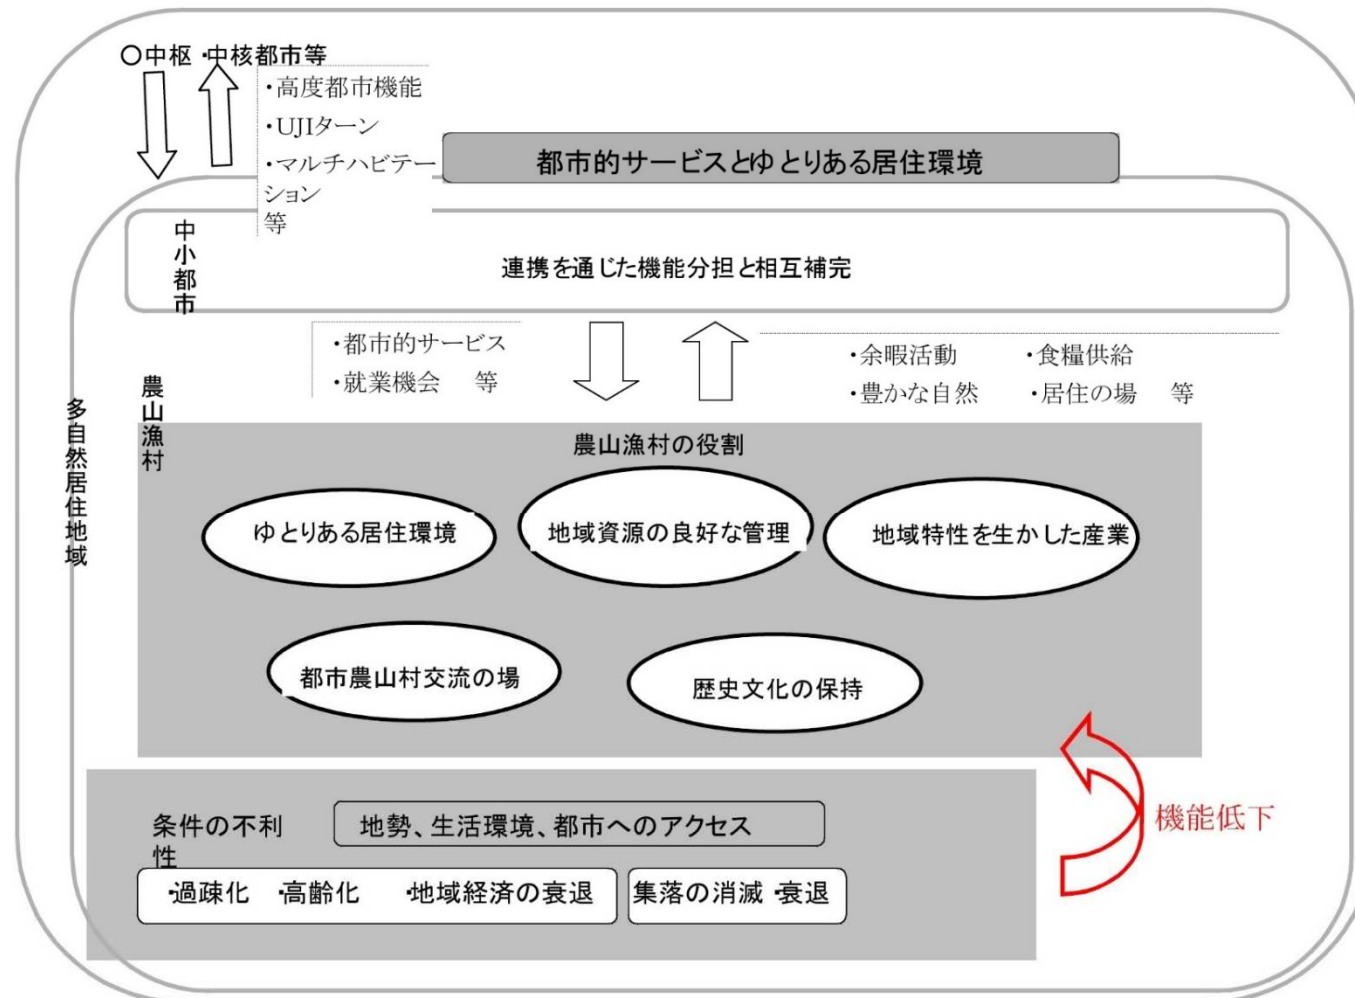 ○中枢・中核都市等
・高度都市機能
・UJIターン
・マルチハビテー
ション
等
都市的サービスとゆとりある居住環境
中小都市
連携を通じた機能分担と相互補完
・都市的サービス
・就業機会 等
・余暇活動 ・食糧供給
・豊かな自然 ・居住の場 等
多自然居住地域
農山漁村
農山漁村の役割
ゆとりある居住環境
地域資源の良好な管理
地域特性を生かした産業
都市農山村交流の場
歴史文化の保持
機能低下
条件の不利
性
地勢、生活環境、都市へのアクセス
・過疎化 ・高齢化 ・地域経済の衰退
集落の消滅・衰退